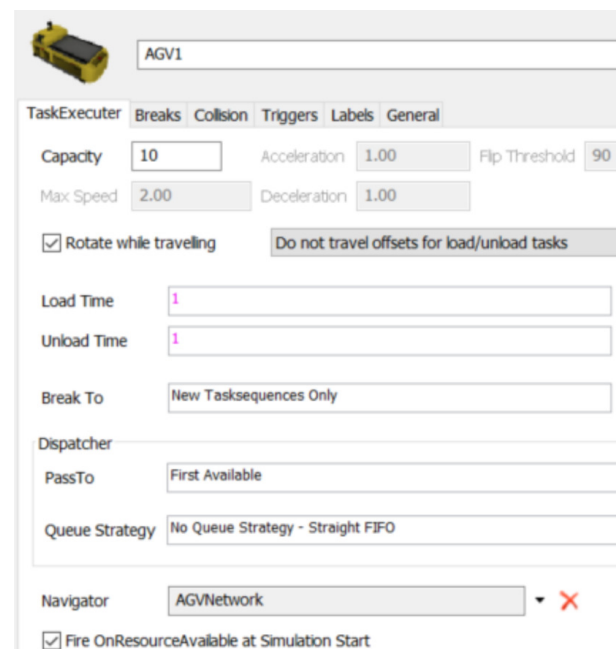 AGV1
TaskExecuter Breaks Collision Triggers Labels General
Capacity 10 Acceleration 1.00 Flip Threshold 90
Max Speed 2.00 Deceleration 1.00
Rotate while travelling Do not travel offsets for load/unload tasks
Load Time 1
Unload Time 1
Break To New Tasksequences Only
Dispatcher
PassTo First Available
Queue Strategy No Queue Strategy - Straight FIFO
Navigator AGVNetwork
Fire OnResourceAvailable at Simulation Start